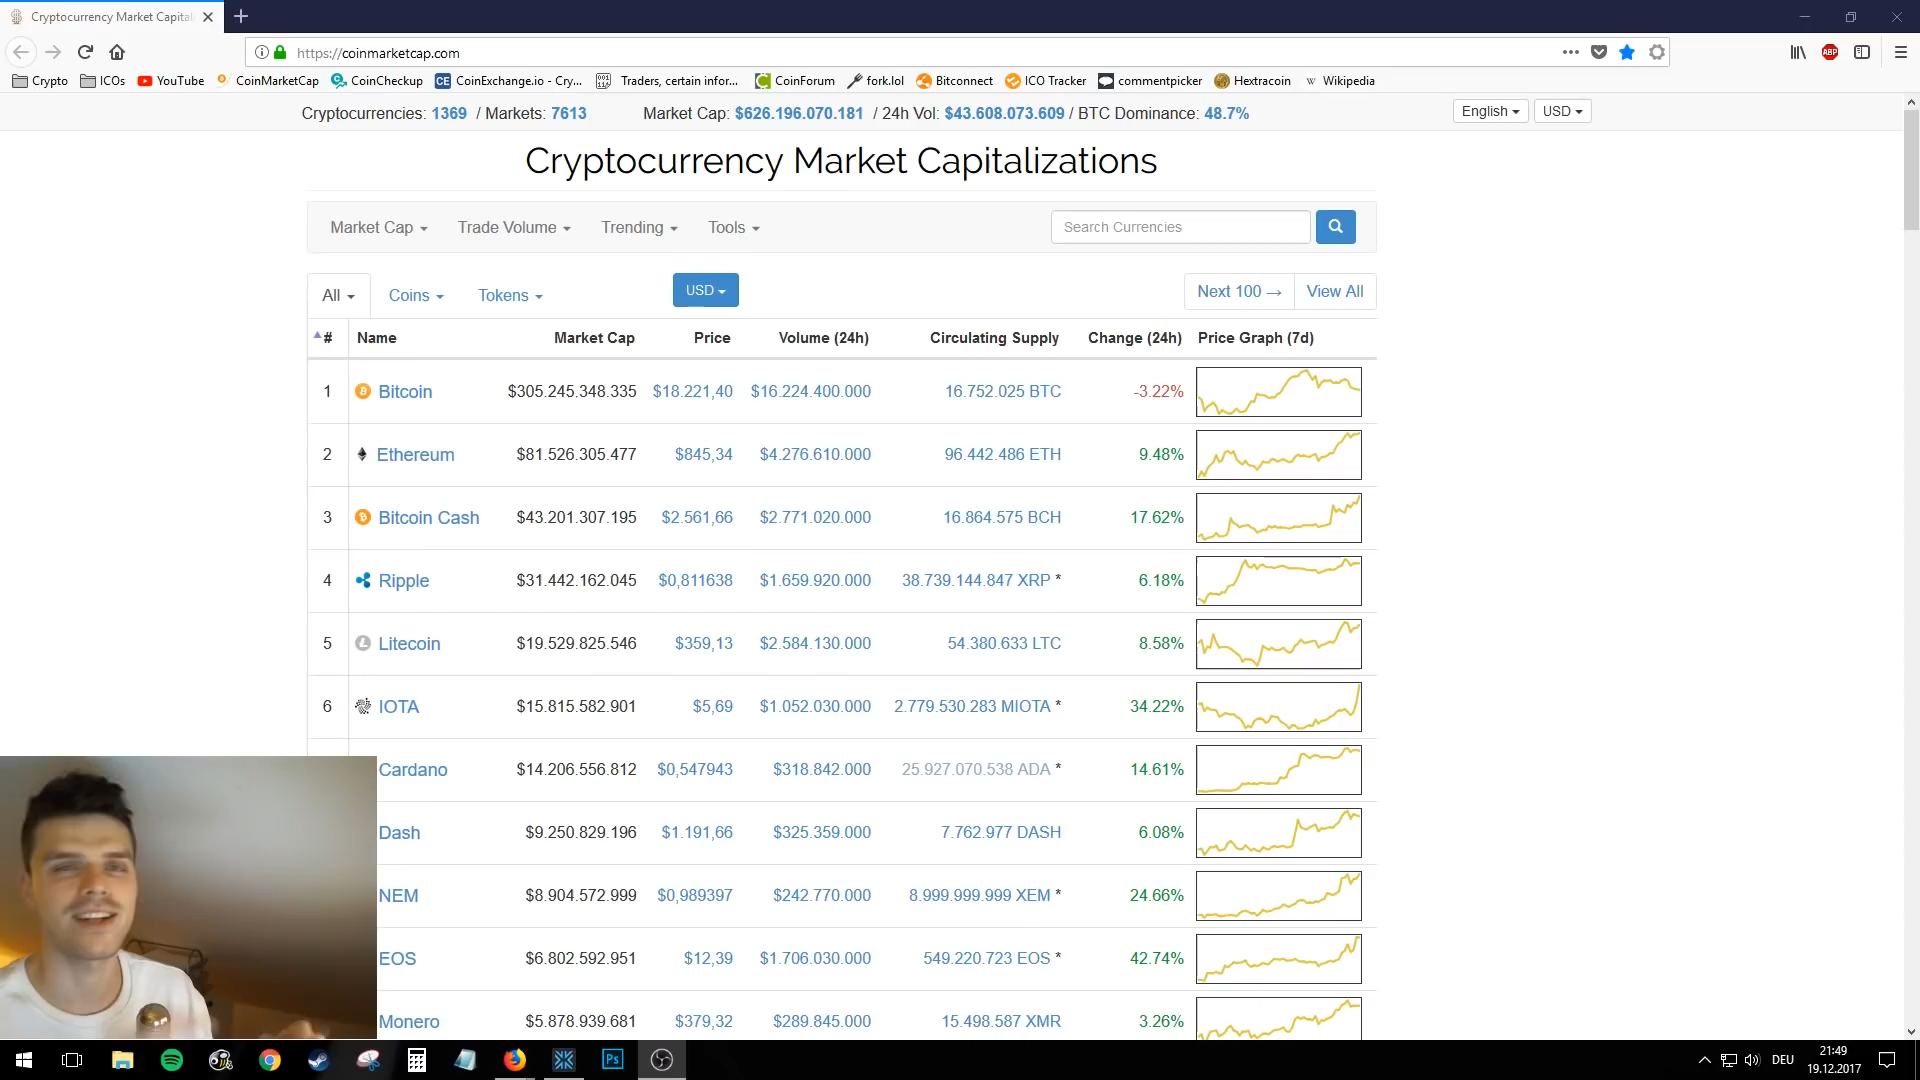 Cryptocurrency Market Capital
https://coinmarketcap.com
Crypto ICOs YouTube CoinMarketCap CoinCheckup CoinExchange.io - Cry... Traders, certain infor... CoinForum fork.lol Bitconnect ICO Tracker commentpicker Hextracoin Wikipedia
Cryptocurrencies: 1369 / Markets: 7613 Market Cap: $626.196.070.181 / 24h Vol: $43.608.073.609 / BTC Dominance: 48.7% English USD
Cryptocurrency Market Capitalizations
Market Cap Trade Volume Trending Tools Search Currencies
All Coins Tokens USD Next 100 → View All
# Name Market Cap Price Volume (24h) Circulating Supply Change (24h) Price Graph (7d)
1 Bitcoin $305.245.348.335 $18.221,40 $16.224.400.000 16.752.025 BTC -3.22%
2 Ethereum $81.526.305.477 $845,34 $4.276.610.000 96.442.486 ETH 9.48%
3 Bitcoin Cash $43.201.307.195 $2.561,66 $2.771.020.000 16.864.575 BCH 17.62%
4 Ripple $31.442.162.045 $0,811638 $1.659.920.000 38.739.144.847 XRP * 6.18%
5 Litecoin $19.529.825.546 $359,13 $2.584.130.000 54.380.633 LTC 8.58%
6 IOTA $15.815.582.901 $5,69 $1.052.030.000 2.779.530.283 MIOTA * 34.22%
Cardano $14.206.556.812 $0,547943 $318.842.000 25.927.070.538 ADA * 14.61%
Dash $9.250.829.196 $1.191,66 $325.359.000 7.762.977 DASH 6.08%
NEM $8.904.572.999 $0,989397 $242.770.000 8.999.999.999 XEM * 24.66%
EOS $6.802.592.951 $12,39 $1.706.030.000 549.220.723 EOS * 42.74%
Monero $5.878.939.681 $379,32 $289.845.000 15.498.587 XMR 3.26%
DEU 21:49
19.12.2017